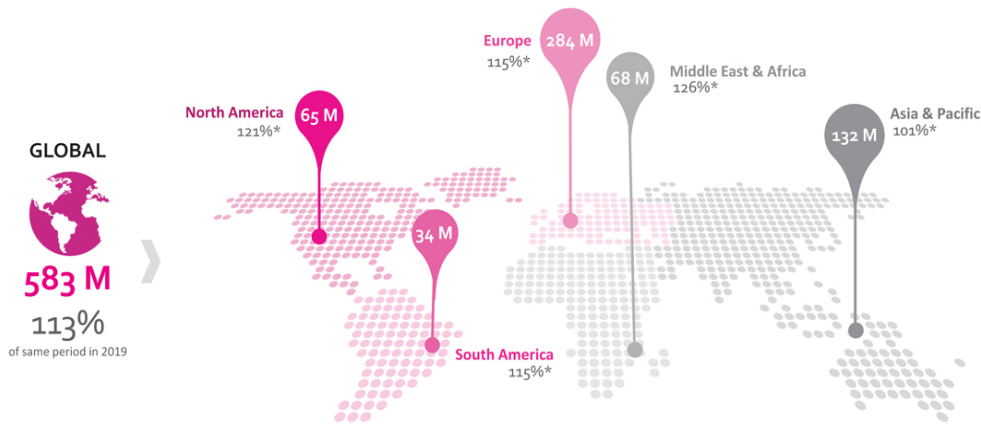 GLOBAL
583 M
113%
of same period in 2019
North America
121%*
65 M
34 M
South America
115%*
Europe
115%*
284 M
68 M
Middle East & Africa
126%*
132 M
Asia & Pacific
101%*